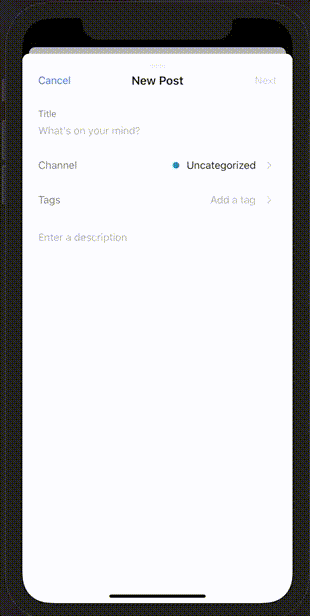 Cancel New Post Next
Title
What's on your mind?
Channel Uncategorized
Tags Add a tag
Enter a description